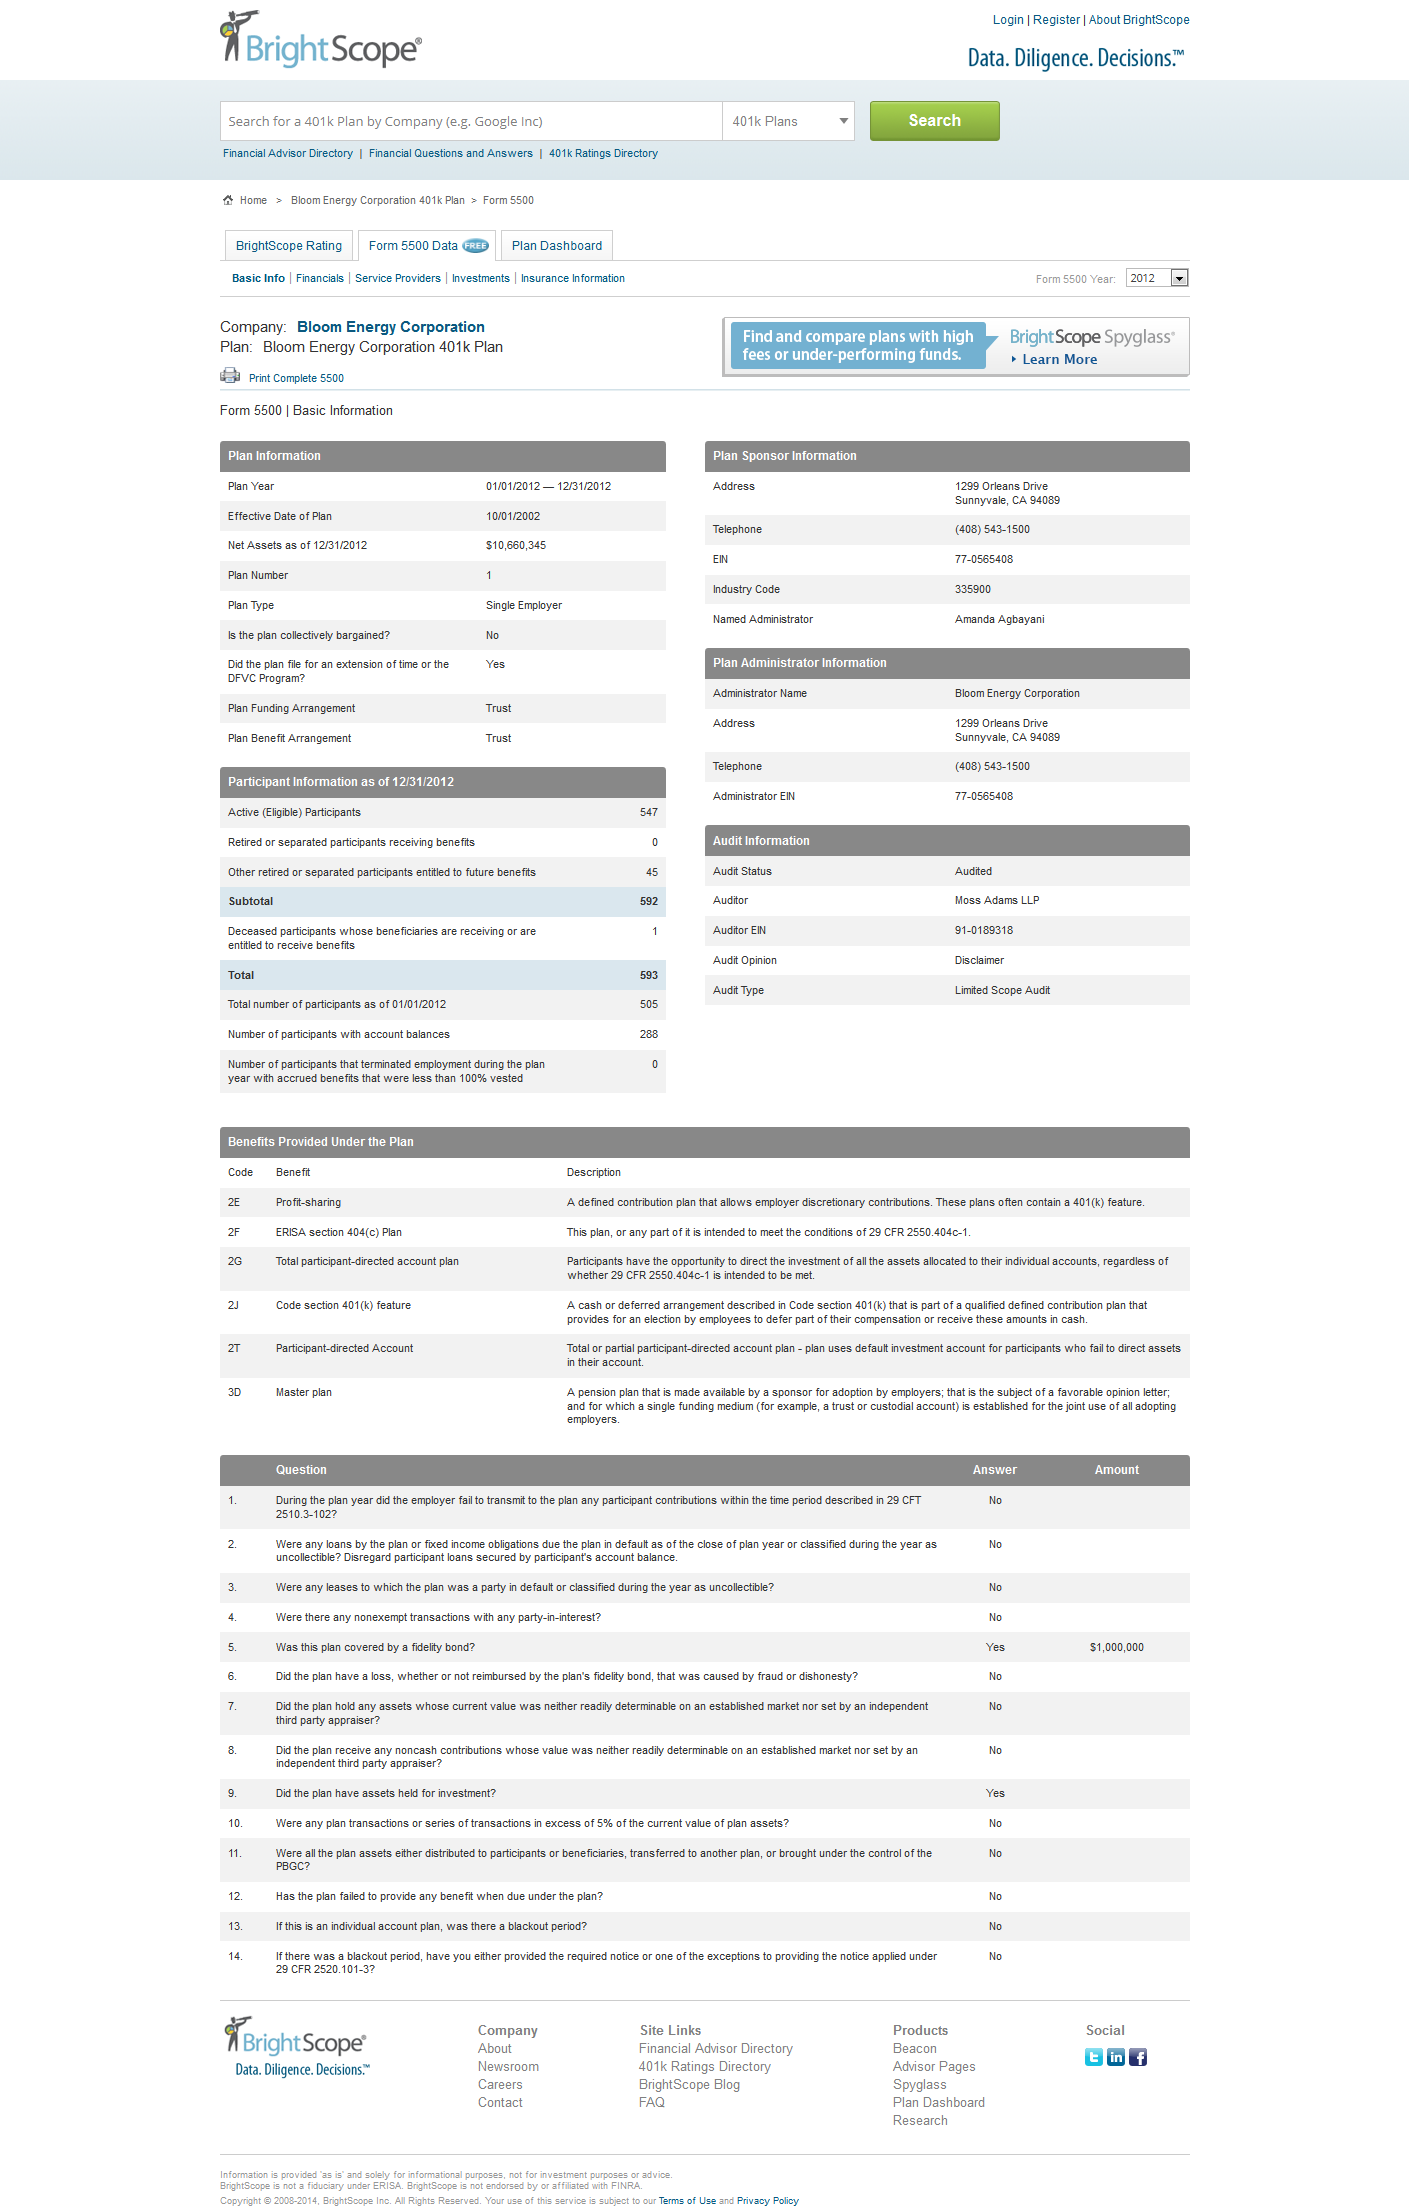 Login | Register | About BrightScope
BrightScope®
Data. Diligence. Decisions.™
Search for a 401k Plan by Company (e.g. Google Inc) 401k Plans Search
Financial Advisor Directory | Financial Questions and Answers | 401k Ratings Directory
Home > Bloom Energy Corporation 401k Plan > Form 5500
BrightScope Rating Form 5500 Data FREE Plan Dashboard
Basic Info | Financials | Service Providers | Investments | Insurance Information Form 5500 Year: 2012
Company: Bloom Energy Corporation
Plan: Bloom Energy Corporation 401k Plan
Print Complete 5500
Find and compare plans with high
fees or under-performing funds.
BrightScope Spyglass®
Learn More
Form 5500 | Basic Information
Plan Information
Plan Year 01/01/2012 — 12/31/2012
Effective Date of Plan 10/01/2002
Net Assets as of 12/31/2012 $10,660,345
Plan Number 1
Plan Type Single Employer
Is the plan collectively bargained? No
Did the plan file for an extension of time or the Yes
DFVC Program?
Plan Funding Arrangement Trust
Plan Benefit Arrangement Trust
Participant Information as of 12/31/2012
Active (Eligible) Participants 547
Retired or separated participants receiving benefits 0
Other retired or separated participants entitled to future benefits 45
Subtotal 592
Deceased participants whose beneficiaries are receiving or are 1
entitled to receive benefits
Total 593
Total number of participants as of 01/01/2012 505
Number of participants with account balances 288
Number of participants that terminated employment during the plan 0
year with accrued benefits that were less than 100% vested
Plan Sponsor Information
Address 1299 Orleans Drive
Sunnyvale, CA 94089
Telephone (408) 543-1500
EIN 77-0565408
Industry Code 335900
Named Administrator Amanda Agbayani
Plan Administrator Information
Administrator Name Bloom Energy Corporation
Address 1299 Orleans Drive
Sunnyvale, CA 94089
Telephone (408) 543-1500
Administrator EIN 77-0565408
Audit Information
Audit Status Audited
Auditor Moss Adams LLP
Auditor EIN 91-0189318
Audit Opinion Disclaimer
Audit Type Limited Scope Audit
Benefits Provided Under the Plan
Code Benefit Description
2E Profit-sharing A defined contribution plan that allows employer discretionary contributions. These plans often contain a 401(k) feature.
2F ERISA section 404(c) Plan This plan, or any part of it is intended to meet the conditions of 29 CFR 2550.404c-1.
2G Total participant-directed account plan Participants have the opportunity to direct the investment of all the assets allocated to their individual accounts, regardless of
whether 29 CFR 2550.404c-1 is intended to be met.
2J Code section 401(k) feature A cash or deferred arrangement described in Code section 401(k) that is part of a qualified defined contribution plan that
provides for an election by employees to defer part of their compensation or receive these amounts in cash.
2T Participant-directed Account Total or partial participant-directed account plan - plan uses default investment account for participants who fail to direct assets
in their account.
3D Master plan A pension plan that is made available by a sponsor for adoption by employers; that is the subject of a favorable opinion letter;
and for which a single funding medium (for example, a trust or custodial account) is established for the joint use of all adopting
employers.
Question Answer Amount
1. During the plan year did the employer fail to transmit to the plan any participant contributions within the time period described in 29 CFT No
2510.3-102?
2. Were any loans by the plan or fixed income obligations due the plan in default as of the close of plan year or classified during the year as No
uncollectible? Disregard participant loans secured by participant's account balance.
3. Were any leases to which the plan was a party in default or classified during the year as uncollectible? No
4. Were there any nonexempt transactions with any party-in-interest? No
5. Was this plan covered by a fidelity bond? Yes $1,000,000
6. Did the plan have a loss, whether or not reimbursed by the plan's fidelity bond, that was caused by fraud or dishonesty? No
7. Did the plan hold any assets whose current value was neither readily determinable on an established market nor set by an independent No
third party appraiser?
8. Did the plan receive any noncash contributions whose value was neither readily determinable on an established market nor set by an No
independent third party appraiser?
9. Did the plan have assets held for investment? Yes
10. Were any plan transactions or series of transactions in excess of 5% of the current value of plan assets? No
11. Were all the plan assets either distributed to participants or beneficiaries, transferred to another plan, or brought under the control of the No
PBGC?
12. Has the plan failed to provide any benefit when due under the plan? No
13. If this is an individual account plan, was there a blackout period? No
14. If there was a blackout period, have you either provided the required notice or one of the exceptions to providing the notice applied under No
29 CFR 2520.101-3?
BrightScope®
Data. Diligence. Decisions.™
Company
About
Newsroom
Careers
Contact
Site Links
Financial Advisor Directory
401k Ratings Directory
BrightScope Blog
FAQ
Products
Beacon
Advisor Pages
Spyglass
Plan Dashboard
Research
Social
t in f
Information is provided 'as is' and solely for informational purposes, not for investment purposes or advice.
BrightScope is not a fiduciary under ERISA. BrightScope is not endorsed by or affiliated with FINRA.
Copyright © 2008-2014, BrightScope Inc. All Rights Reserved. Your use of this service is subject to our Terms of Use and Privacy Policy